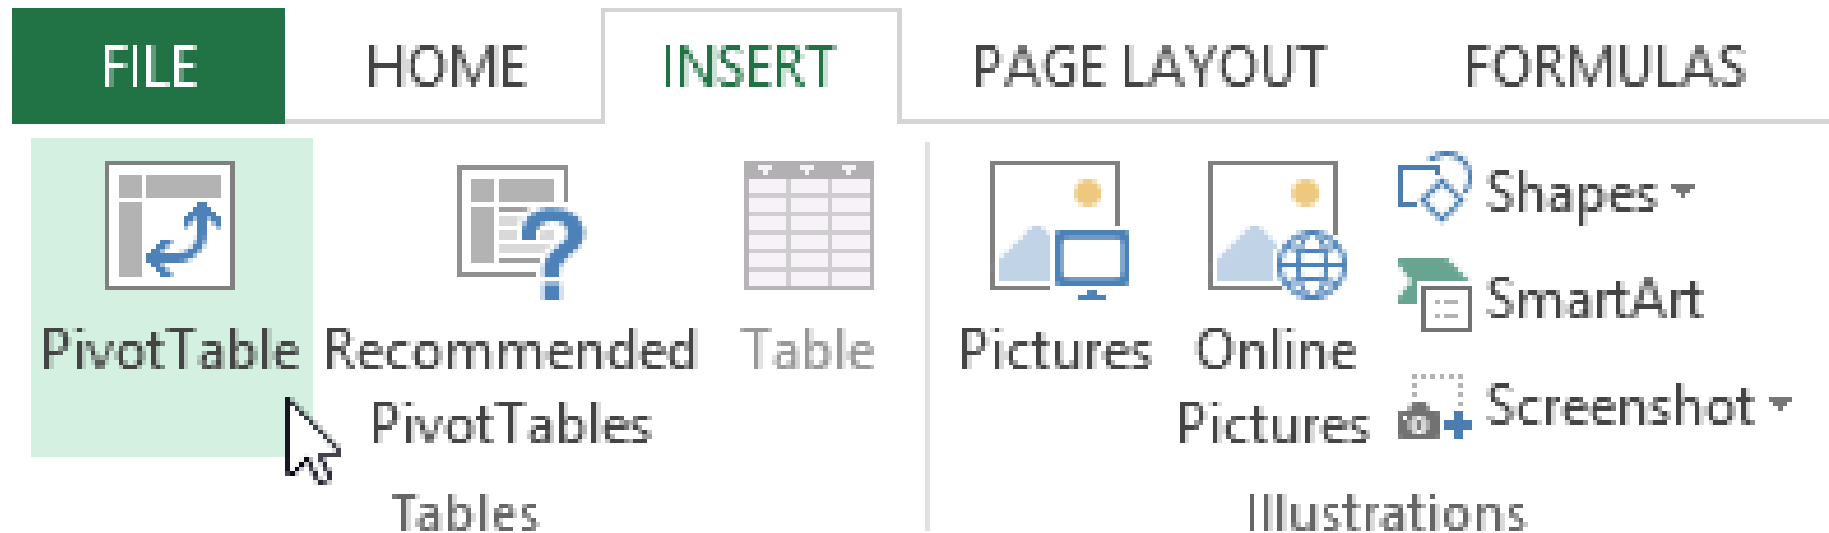 FILE HOME INSERT PAGE LAYOUT FORMULAS
PivotTable
Recommended
PivotTables
Table
Tables
Pictures
Online
Pictures
Shapes
SmartArt
Screenshot
Illustrations